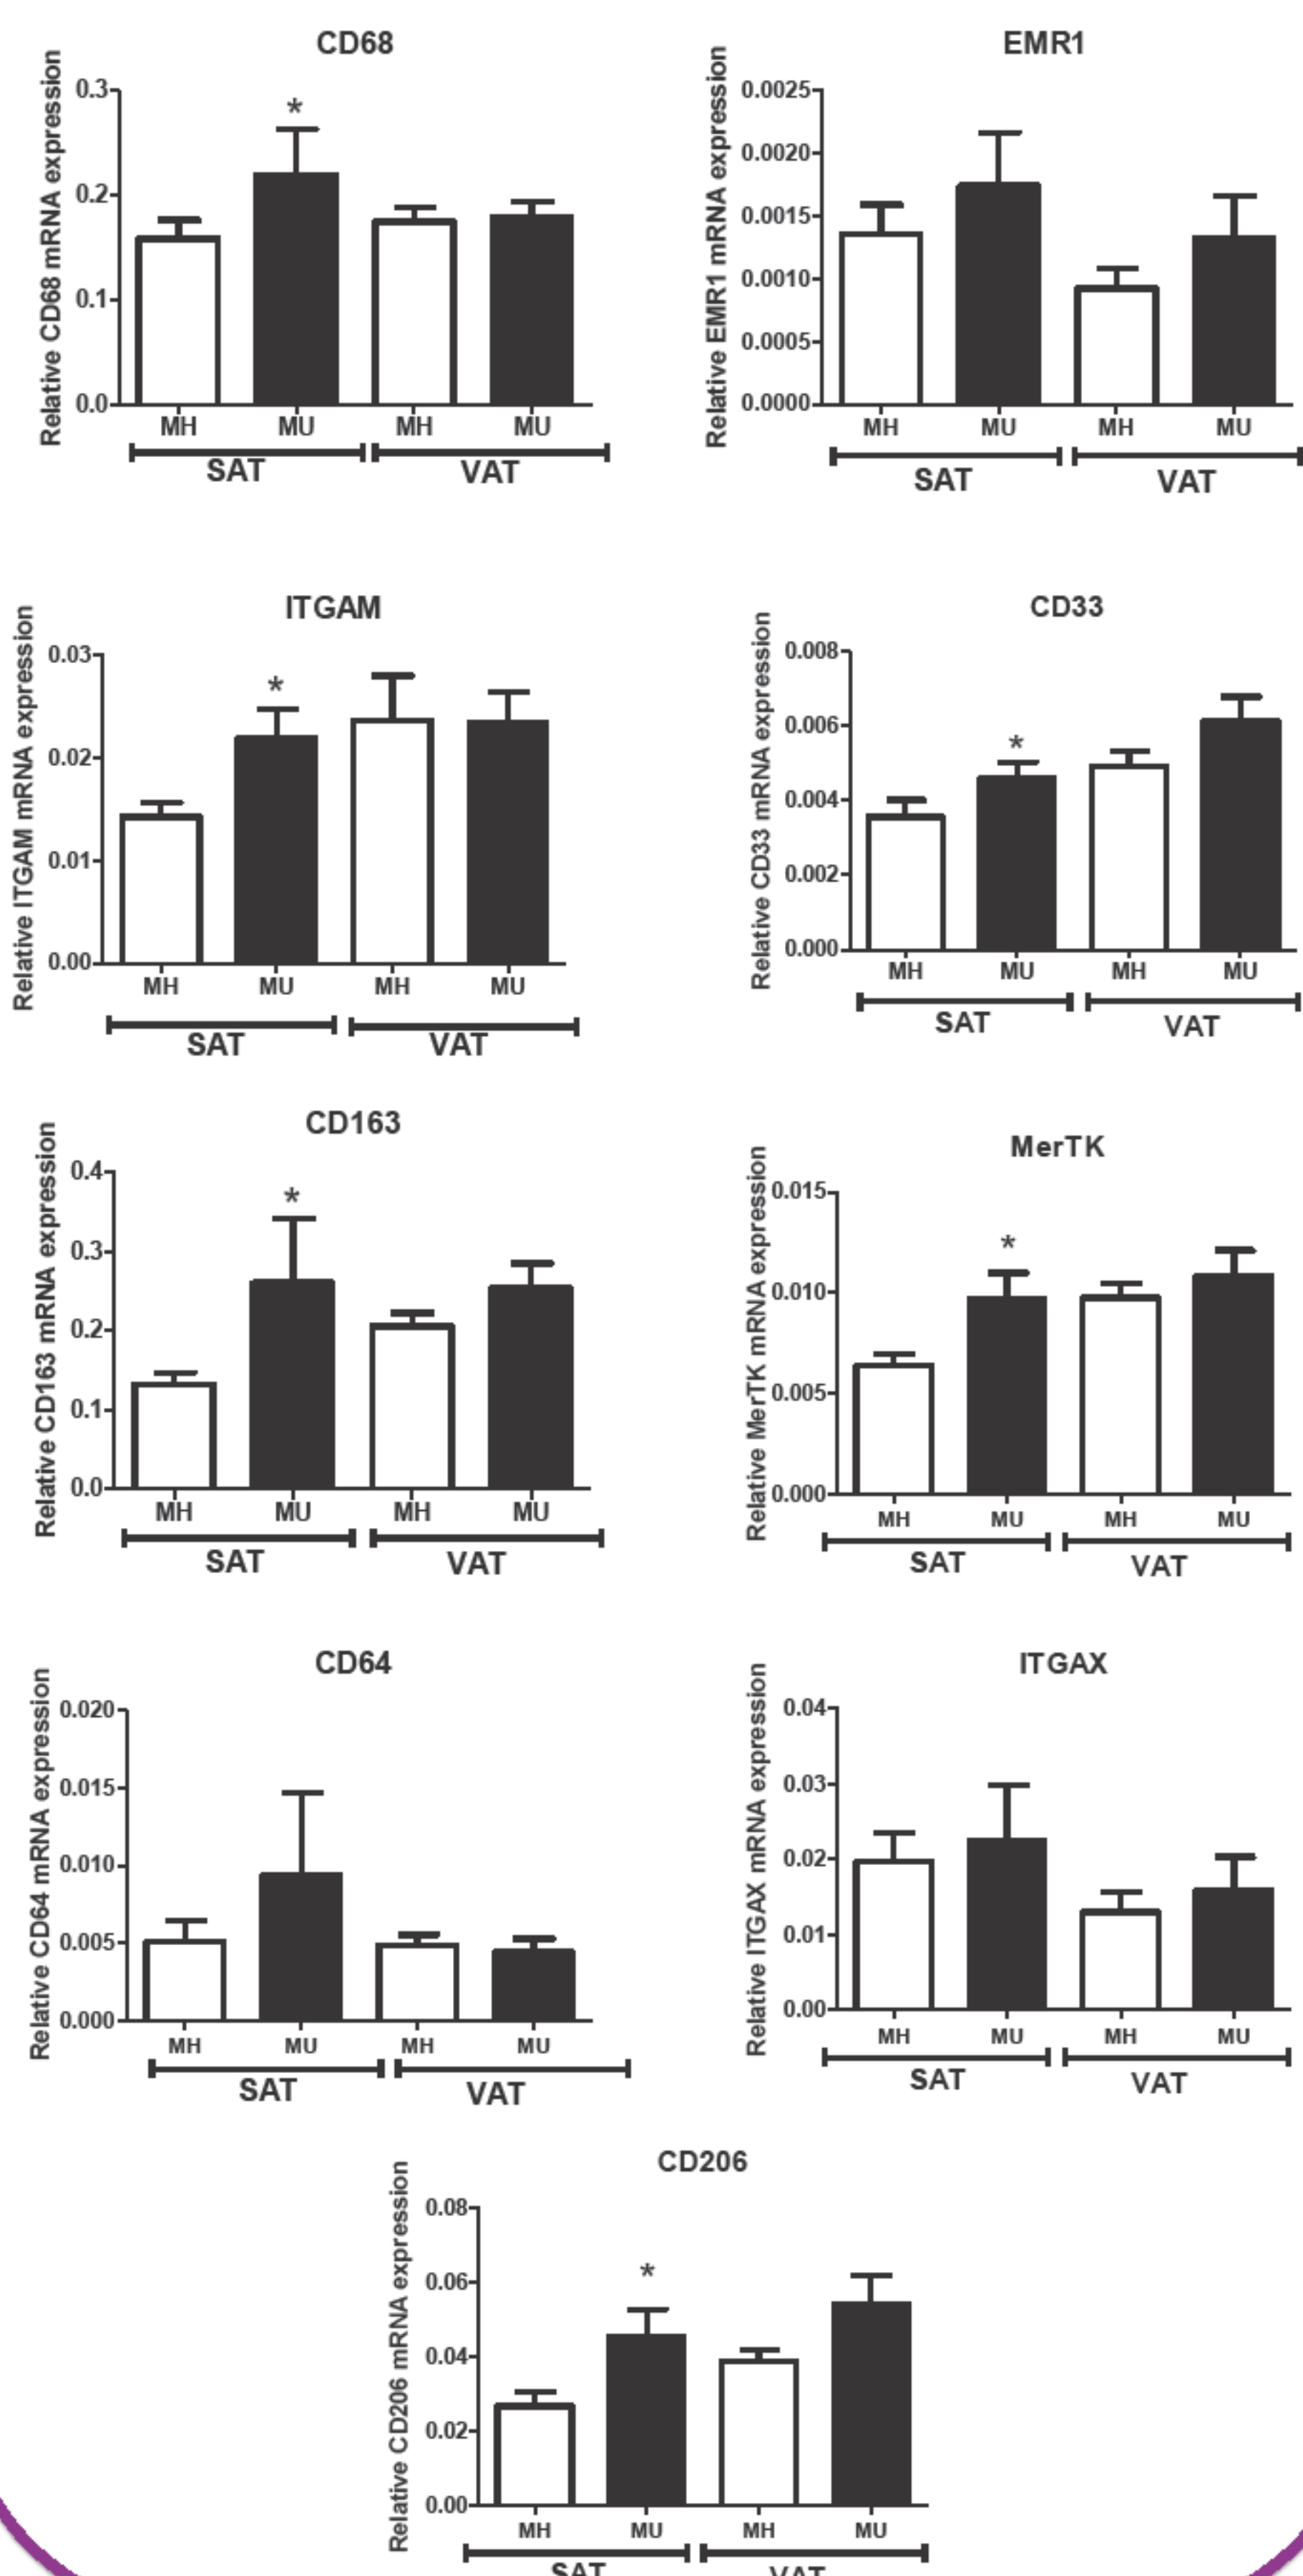 CD68
Relative CD68 mRNA expression
0.3
0.2
0.1
0.0
*
MH MU MH MU
SAT VAT
EMR1
Relative EMR1 mRNA expression
0.0025
0.0020
0.0015
0.0010
0.0005
0.0000
MH MU MH MU
SAT VAT
ITGAM
Relative ITGAM mRNA expression
0.03
0.02
0.01
0.00
*
MH MU MH MU
SAT VAT
CD33
Relative CD33 mRNA expression
0.008
0.006
0.004
0.002
0.000
*
MH MU MH MU
SAT VAT
CD163
Relative CD163 mRNA expression
0.4
0.3
0.2
0.1
0.0
*
MH MU MH MU
SAT VAT
MerTK
Relative MerTK mRNA expression
0.015
0.010
0.005
0.000
*
MH MU MH MU
SAT VAT
CD64
Relative CD64 mRNA expression
0.020
0.015
0.010
0.005
0.000
MH MU MH MU
SAT VAT
ITGAX
Relative ITGAX mRNA expression
0.04
0.03
0.02
0.01
0.00
MH MU MH MU
SAT VAT
CD206
Relative CD206 mRNA expression
0.08
0.06
0.04
0.02
0.00
*
MH MU MH MU
SAT VAT